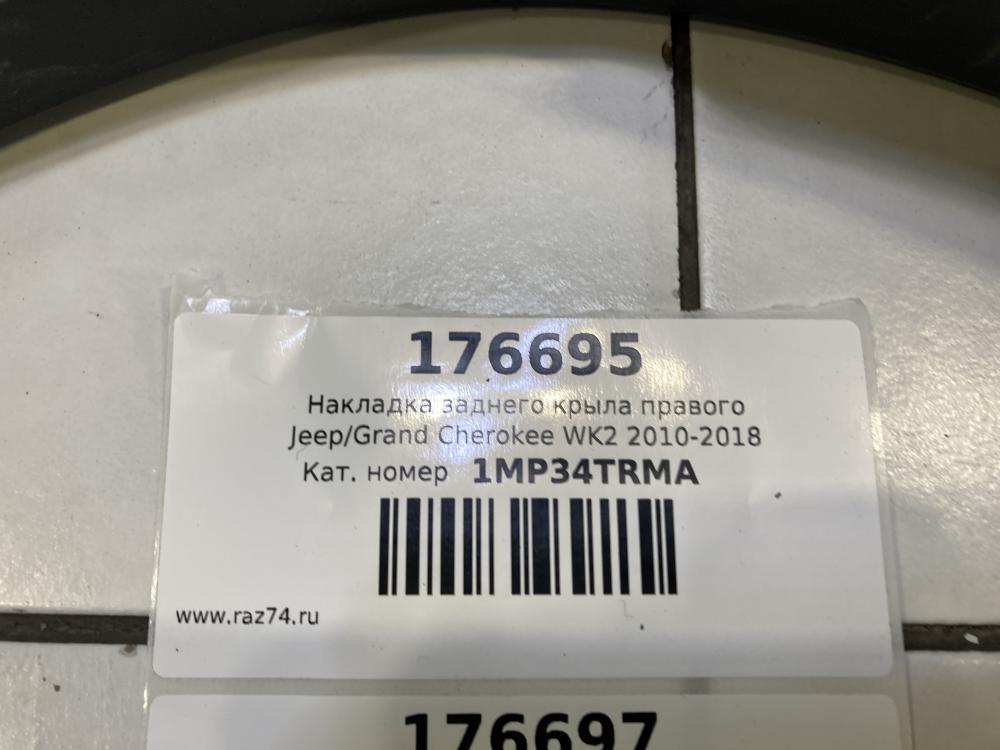 176695
Накладка заднего крыла правого
Jeep/Grand Cherokee WK2 2010-2018
Кат. номер 1MP34TRMA
www.raz74.ru
176697